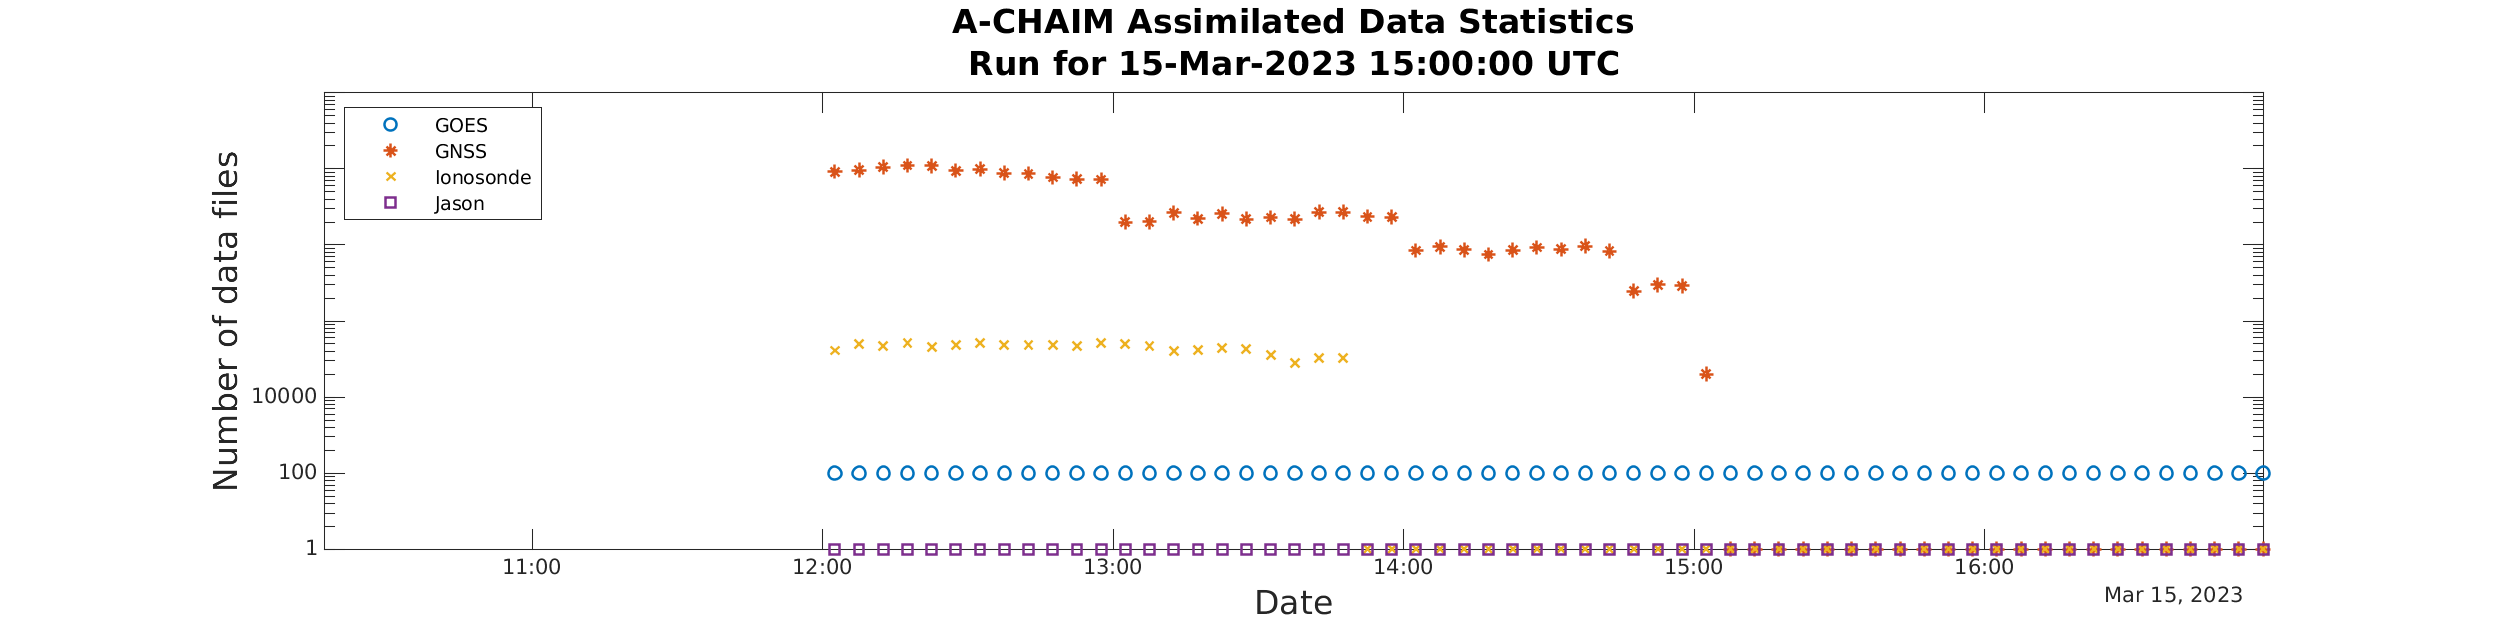 A-CHAIM Assimilated Data Statistics
Run for 15-Mar-2023 15:00:00 UTC
GOES
GNSS
Ionosonde
Jason
Number of data files
10000
100
1
11:00
12:00
13:00
14:00
15:00
16:00
Date
Mar 15, 2023